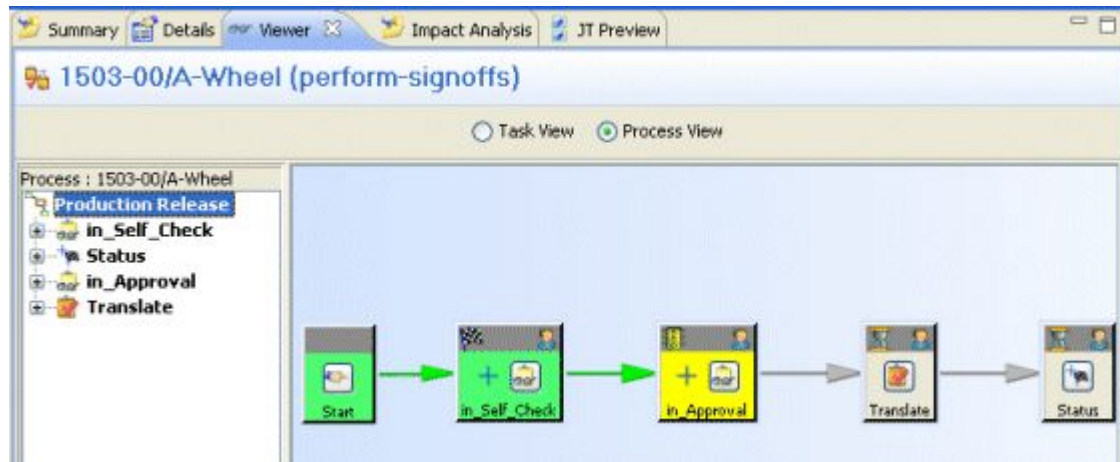 Summary Details Viewer Impact Analysis JT Preview
1503-00/A-Wheel (perform-signoffs)
Task View Process View
Process : 1503-00/A-Wheel
Production Release
in_Self_Check
Status
in_Approval
Translate
Start in_Self_Check in_Approval Translate Status